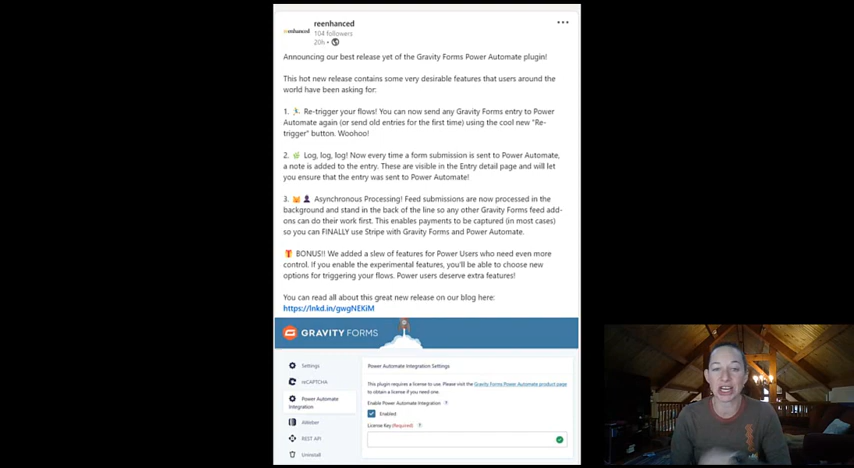 reenhanced
enhanced
104 followers
20h •
Announcing our best release yet of the Gravity Forms Power Automate plugin!
This hot new release contains some very desirable features that users around the
world have been asking for:
1. Re-trigger your flows! You can now send any Gravity Forms entry to Power
Automate again (or send old entries for the first time) using the cool new "Re-
trigger" button. Woohoo!
2. Log, log, log! Now every time a form submission is sent to Power Automate,
a note is added to the entry. These are visible in the Entry detail page and will let
you ensure that the entry was sent to Power Automate!
3. Asynchronous Processing! Feed submissions are now processed in the
background and stand in the back of the line so any other Gravity Forms feed add-
ons can do their work first. This enables payments to be captured (in most cases)
so you can FINALLY use Stripe with Gravity Forms and Power Automate.
BONUS!! We added a slew of features for Power Users who need even more
control. If you enable the experimental features, you'll be able to choose new
options for triggering your flows. Power users deserve extra features!
You can read all about this great new release on our blog here:
https://lnkd.in/gwgNEKiM
GRAVITY FORMS
Settings
reCAPTCHA
Power Automate
Integration
AWeber
REST API
Uninstall
Power Automate Integration Settings
This plugin requires a license to use. Please visit the Gravity Forms Power Automate product page
to obtain a license if you need one.
Enable Power Automate Integration ?
Enabled
License Key (Required) ?